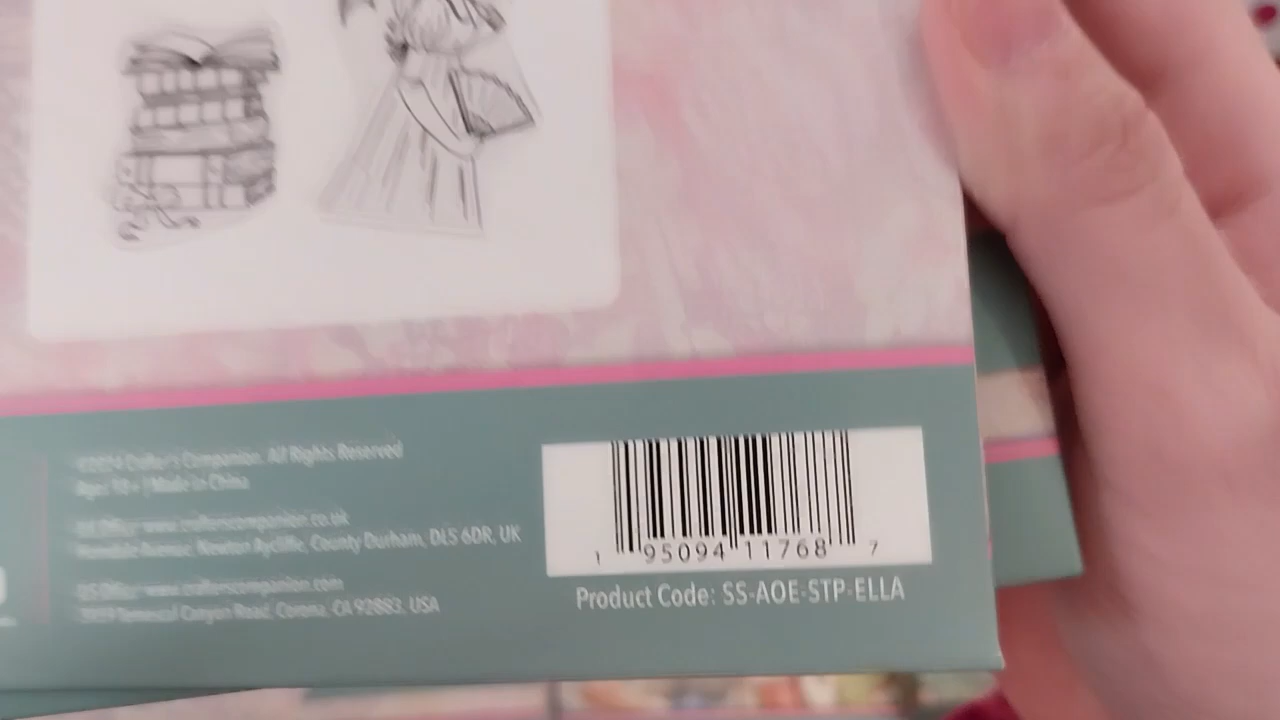 ©2024 Crafter's Companion. All Rights Reserved
Ages 10+ | Made in China
UK Office: www.crafterscompanion.co.uk
Avenue, Newton Aycliffe, County Durham, DL5 6DR, UK
US Office: www.crafterscompanion.com
Canyon Road, Corona, CA 92883, USA
1 95094 11768 7
Product Code: SS-AOE-STP-ELLA